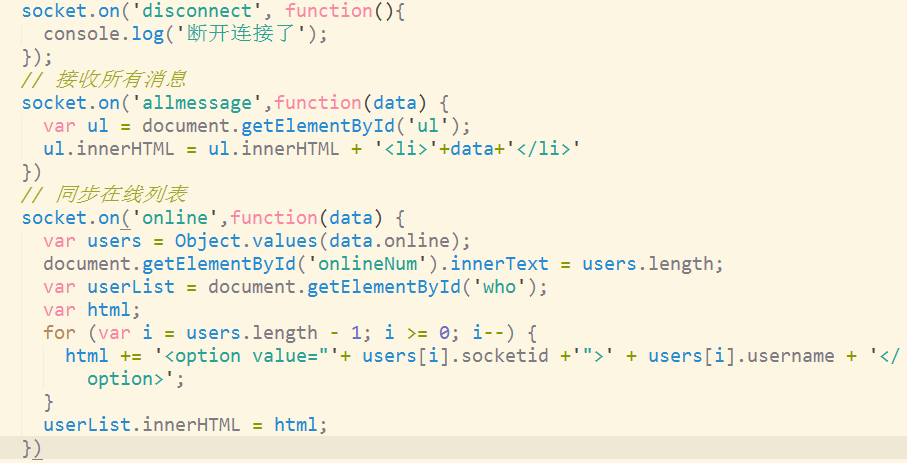 socket.on('disconnect', function(){
  console.log('断开连接了');
});
// 接收所有消息
socket.on('allmessage',function(data) {
  var ul = document.getElementById('ul');
  ul.innerHTML = ul.innerHTML + '<li>'+data+'</li>'
})
// 同步在线列表
socket.on('online',function(data) {
  var users = Object.values(data.online);
  document.getElementById('onlineNum').innerText = users.length;
  var userList = document.getElementById('who');
  var html;
  for (var i = users.length - 1; i >= 0; i--) {
    html += '<option value="'+ users[i].socketid +'">' + users[i].username + '</
      option>';
  }
  userList.innerHTML = html;
})